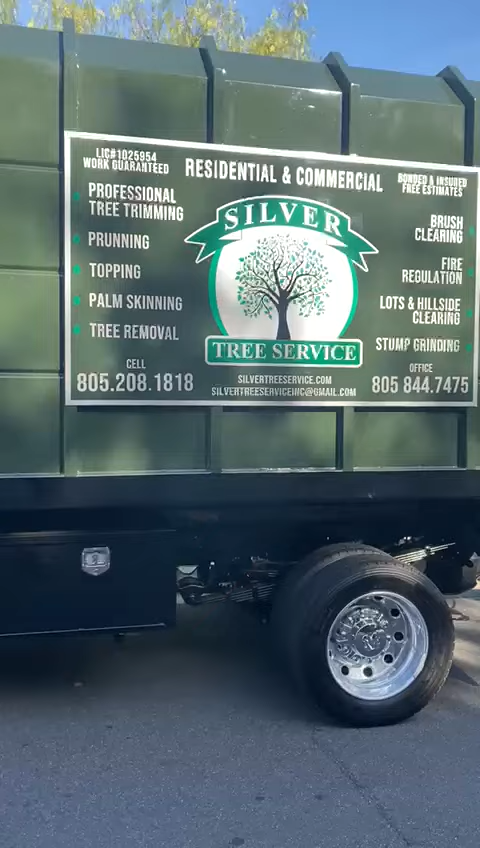 LIC#1025954
WORK GUARANTEED
RESIDENTIAL & COMMERCIAL
BONDED & INSURED
FREE ESTIMATES
PROFESSIONAL
TREE TRIMMING
PRUNNING
TOPPING
PALM SKINNING
TREE REMOVAL
SILVER
TREE SERVICE
BRUSH
CLEARING
FIRE
REGULATION
LOTS & HILLSIDE
CLEARING
STUMP GRINDING
CELL
805.208.1818
SILVERTREESERVICE.COM
SILVERTREESERVICEINC@GMAIL.COM
OFFICE
805 844.7475